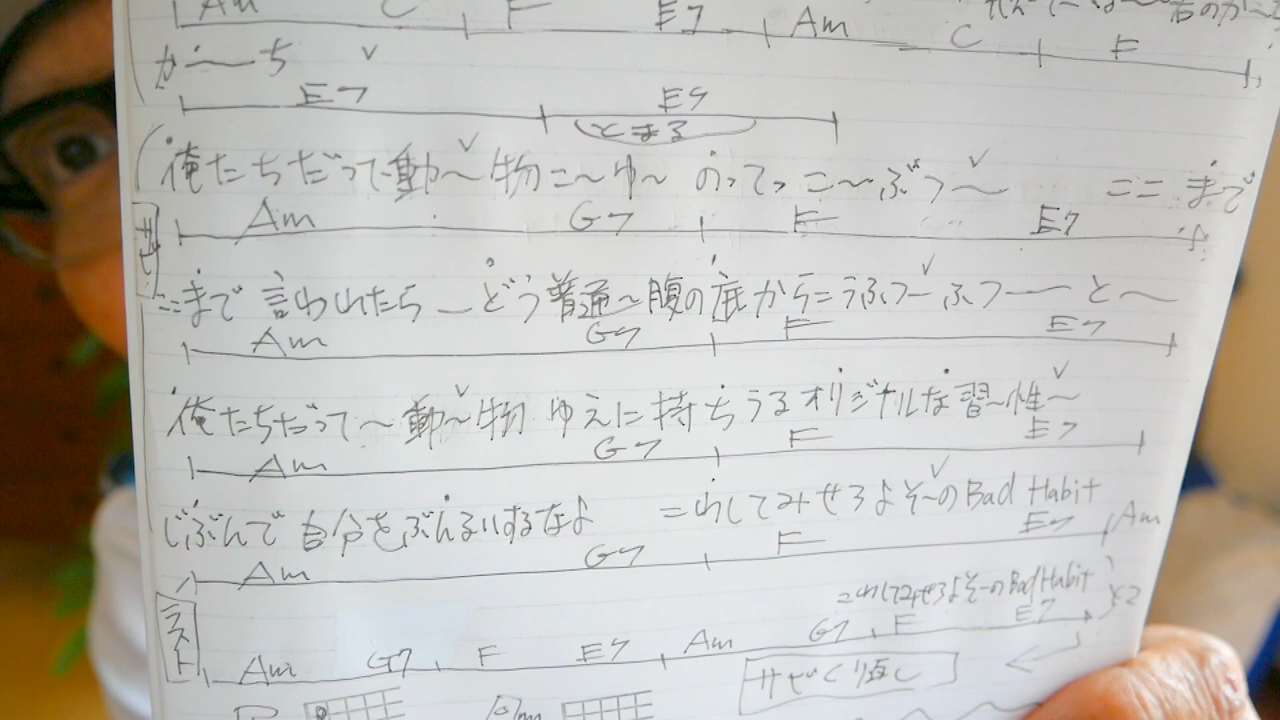 Am C F E7 Am C F
か〜〜ち
E7 E7
とまる
俺たちだって動〜物こ〜ゆ〜のってっこ〜ぶつ〜 ここまで
サビ
Am G7 F E7
ここまで言われたら〜どう普通〜腹の底からこうふつーふつーーと〜
Am G7 F E7
俺たちだって〜動〜物ゆえに持ちうるオリジナルな習〜性〜
Am G7 F E7
じぶんで自分をぶんるいするなよ こわしてみせろよそーのBad Habit
Am G7 F E7 Am
こわしてみせろよそーのBad Habit ×2
ラスト
Am G7 F E7 Am G7 F E7
サビくり返し